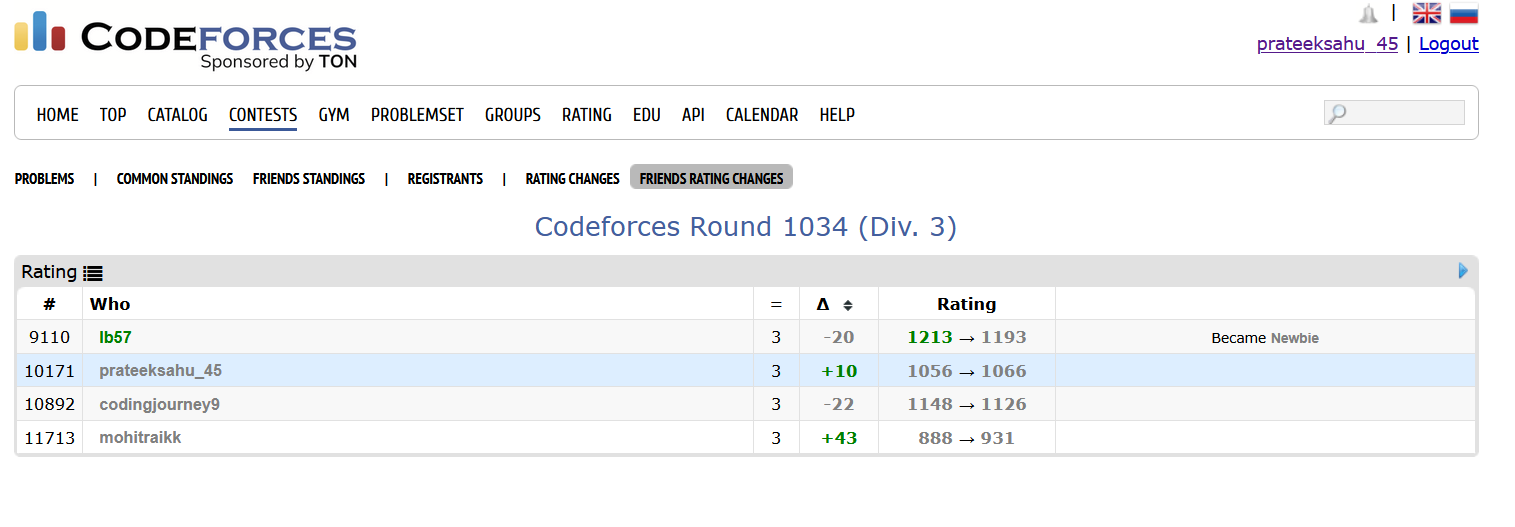 CODEFORCES
Sponsored by TON
|
prateeksahu_45 | Logout
HOME TOP CATALOG CONTESTS GYM PROBLEMSET GROUPS RATING EDU API CALENDAR HELP
PROBLEMS | COMMON STANDINGS FRIENDS STANDINGS | REGISTRANTS | RATING CHANGES FRIENDS RATING CHANGES
Codeforces Round 1034 (Div. 3)
Rating
# Who = Δ Rating
9110 lb57 3 -20 1213 → 1193 Became Newbie
10171 prateeksahu_45 3 +10 1056 → 1066
10892 codingjourney9 3 -22 1148 → 1126
11713 mohitraikk 3 +43 888 → 931